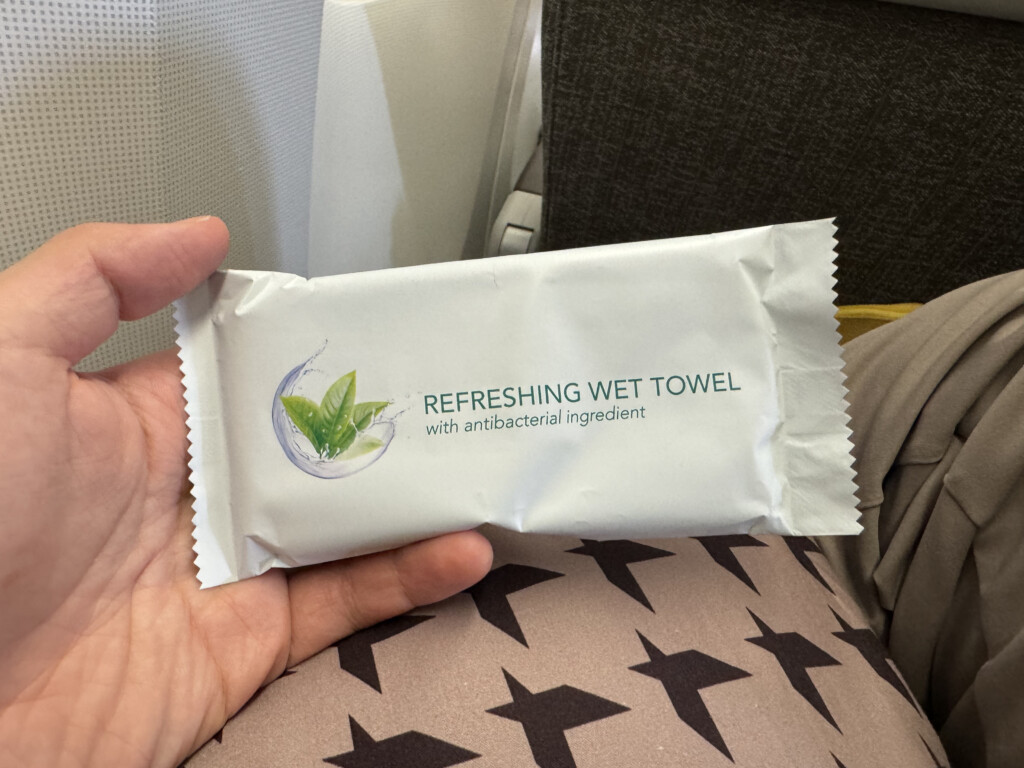 REFRESHING WET TOWEL
with antibacterial ingredient